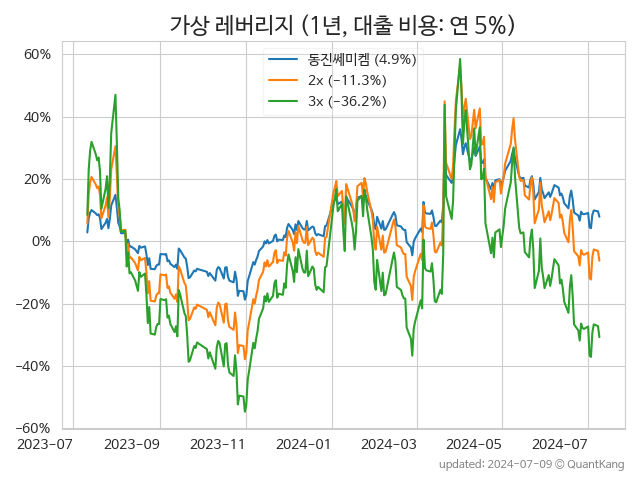 가상 레버리지 (1년, 대출 비용: 연 5%)
동진쎄미켐 (4.9%)
2x (−11.3%)
3x (−36.2%)
60%
40%
20%
0%
−20%
−40%
−60%
2023-07
2023-09
2023-11
2024-01
2024-03
2024-05
2024-07
updated: 2024-07-09 © QuantKang